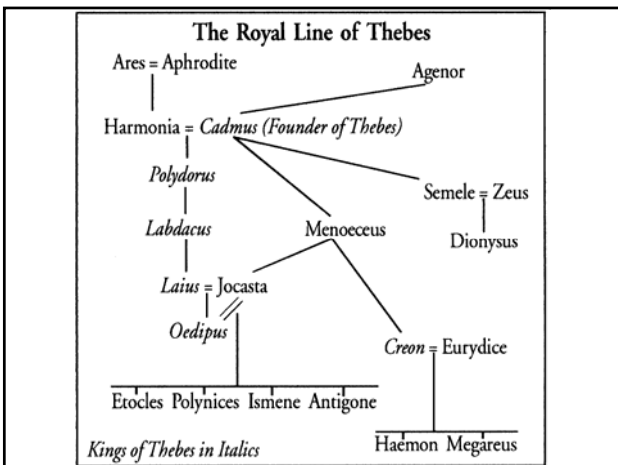 The Royal Line of Thebes
Ares = Aphrodite
Agenor
Harmonia = Cadmus (Founder of Thebes)
Polydorus
Semele = Zeus
Labdacus
Menoeceus
Dionysus
Laius = Jocasta
Oedipus
Creon = Eurydice
Etocles Polynices Ismene Antigone
Haemon Megareus
Kings of Thebes in Italics